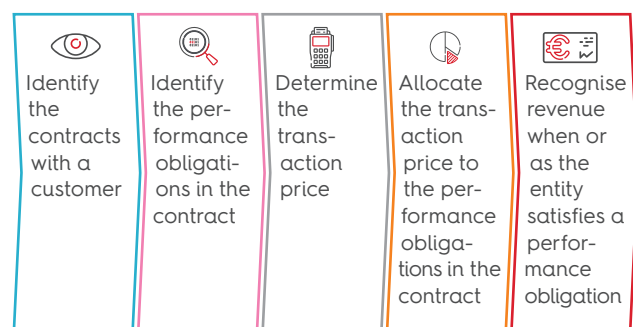 Identify
the
contracts
with a
customer
Identify
the per-
formance
obligati-
ons in the
contract
Determine
the
trans-
action
price
Allocate
the trans-
action
price to
the per-
formance
obliga-
tions in the
contract
Recognise
revenue
when or
as the
entity
satisfies a
perfor-
mance
obligation